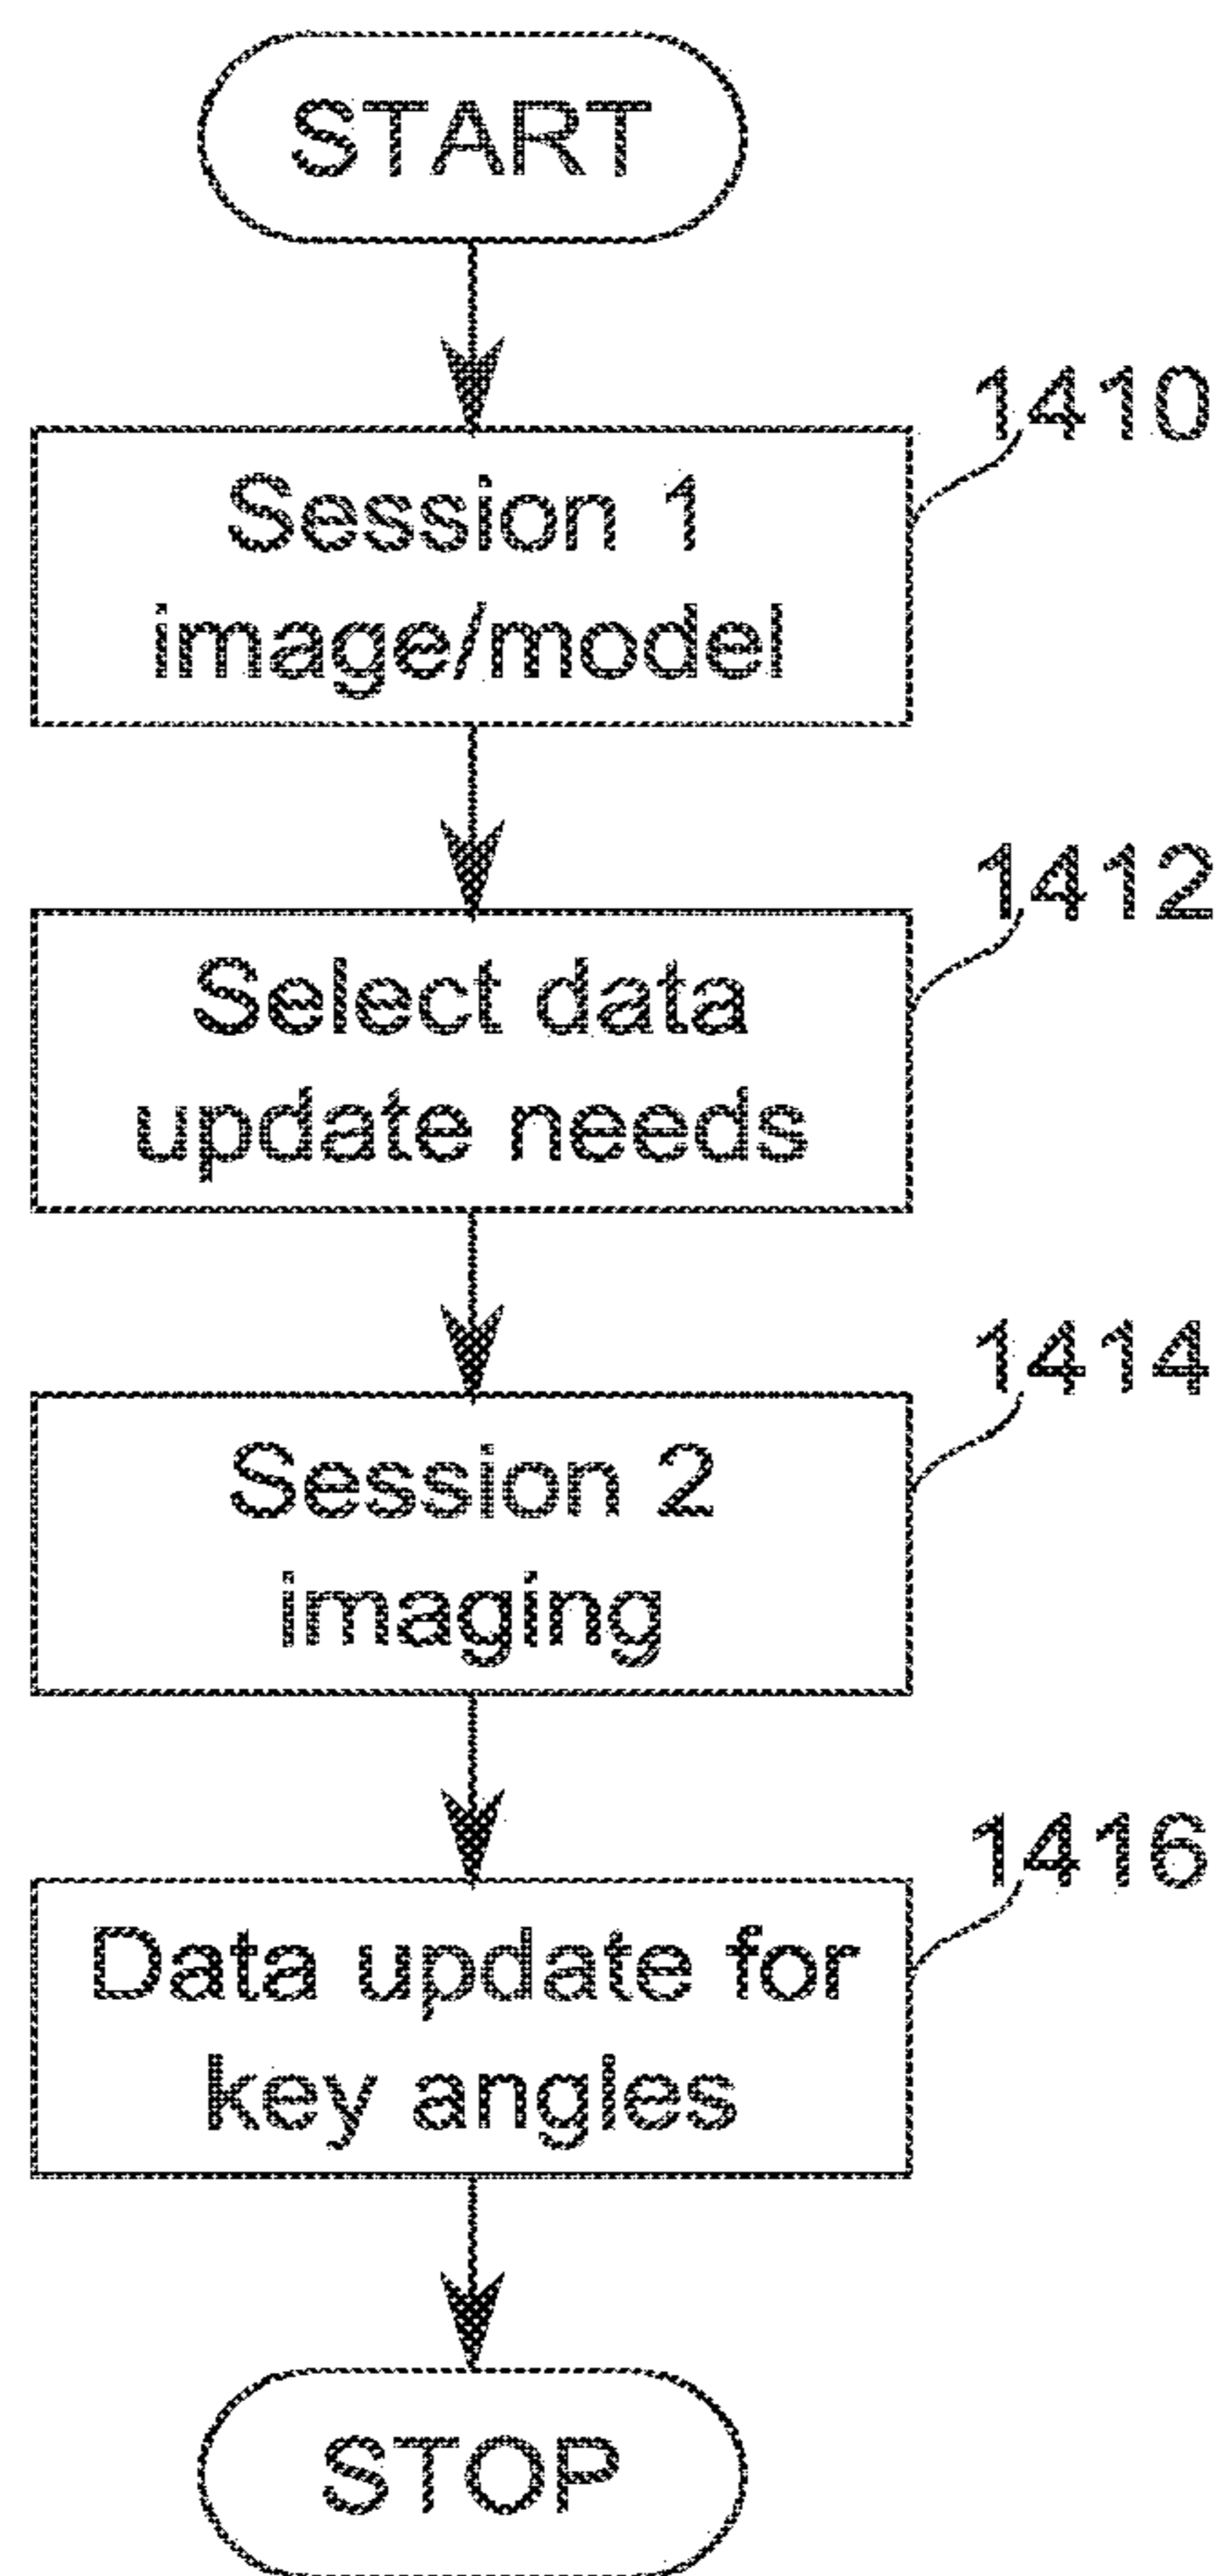 START
1410
Session 1
image/model
1412
Select data
update needs
1414
Session 2
imaging
1416
Data update for
key angles
STOP